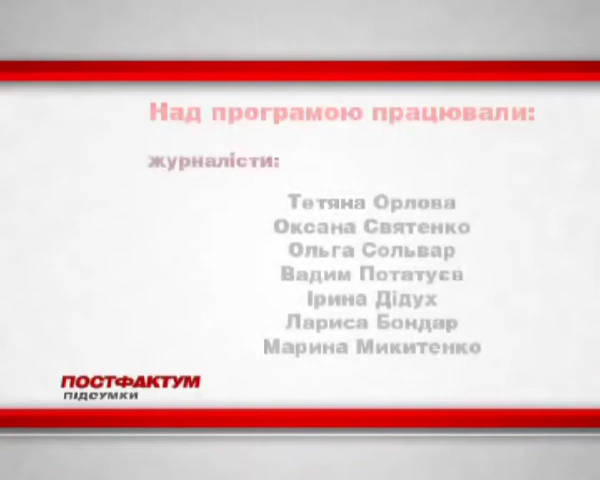 Над програмою працювали:
журналісти:
Тетяна Орлова
Оксана Святенко
Ольга Сольвар
Вадим Потатуєв
Ірина Дідух
Лариса Бондар
Марина Микитенко
ПОСТФАКТУМ
ПІДСУМКИ